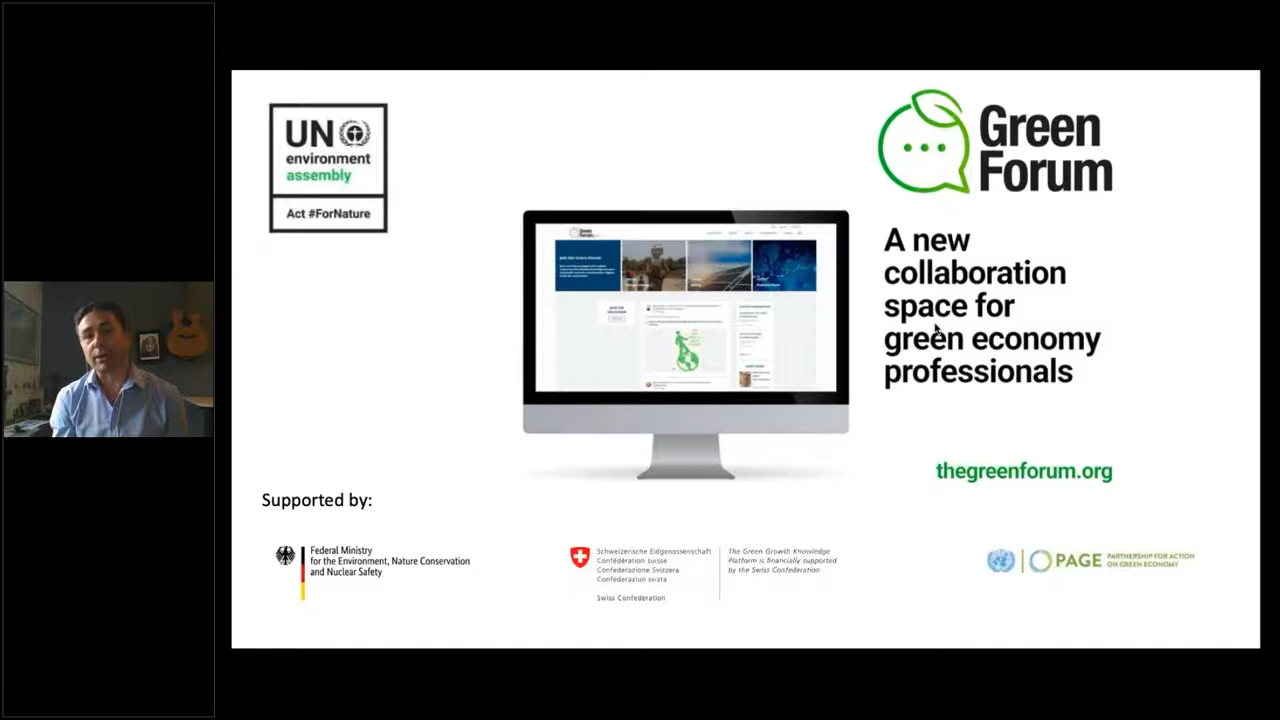 UN
environment
assembly
Act #ForNature
Green
Forum
A new
collaboration
space for
green economy
professionals
thegreenforum.org
Green
Forum
Supported by:
Federal Ministry
for the Environment, Nature Conservation
and Nuclear Safety
Schweizerische Eidgenossenschaft
Confédération suisse
Confederazione Svizzera
Confederaziun svizra
Swiss Confederation
The Green Growth Knowledge
Platform is financially supported
by the Swiss Confederation
PAGE
PARTNERSHIP FOR ACTION
ON GREEN ECONOMY